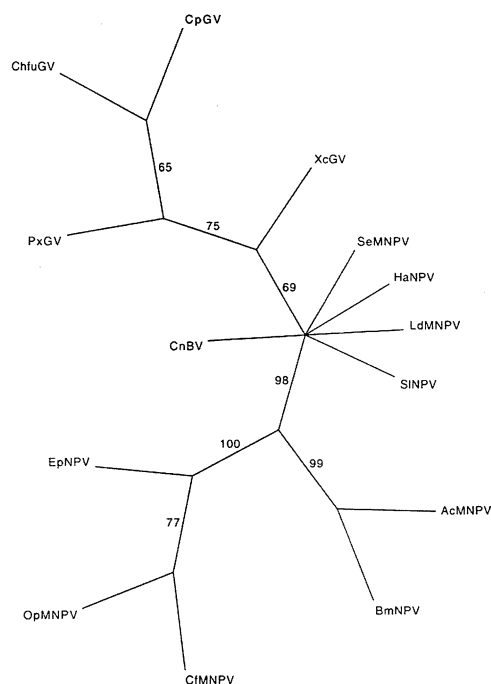 CpGV
ChfuGV
65
XcGV
75
PxGV
SeMNPV
HaNPV
69
LdMNPV
CnBV
SlNPV
98
100
99
EpNPV
AcMNPV
77
BmNPV
OpMNPV
CfMNPV